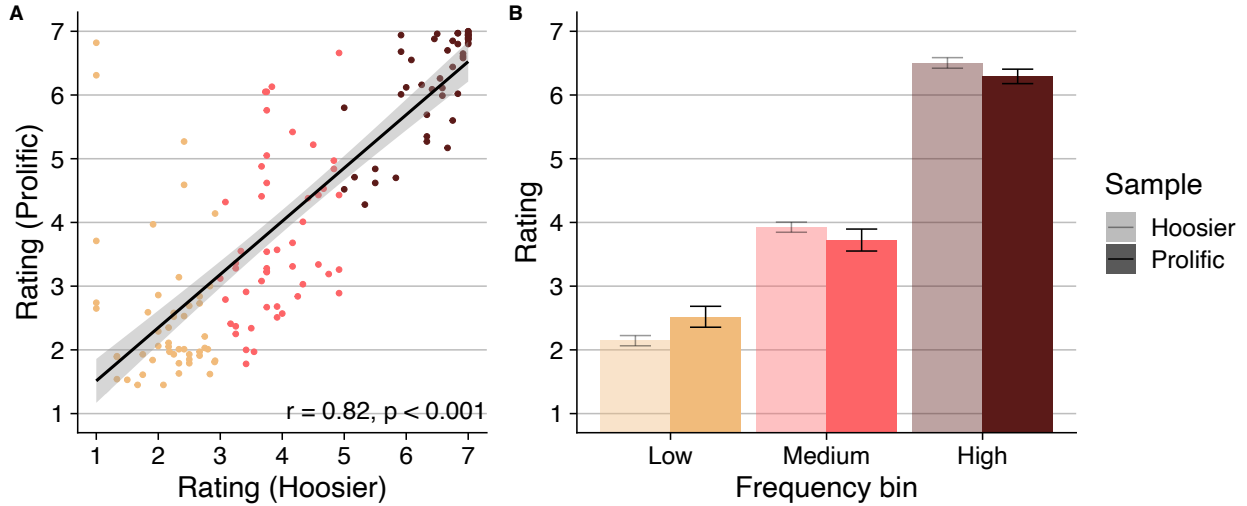 A
7
6
5
4
3
2
1
Rating (Prolific)
r = 0.82, p < 0.001
1 2 3 4 5 6 7
Rating (Hoosier)
B
7
6
5
4
3
2
1
Rating
Low Medium High
Frequency bin
Sample
Hoosier
Prolific